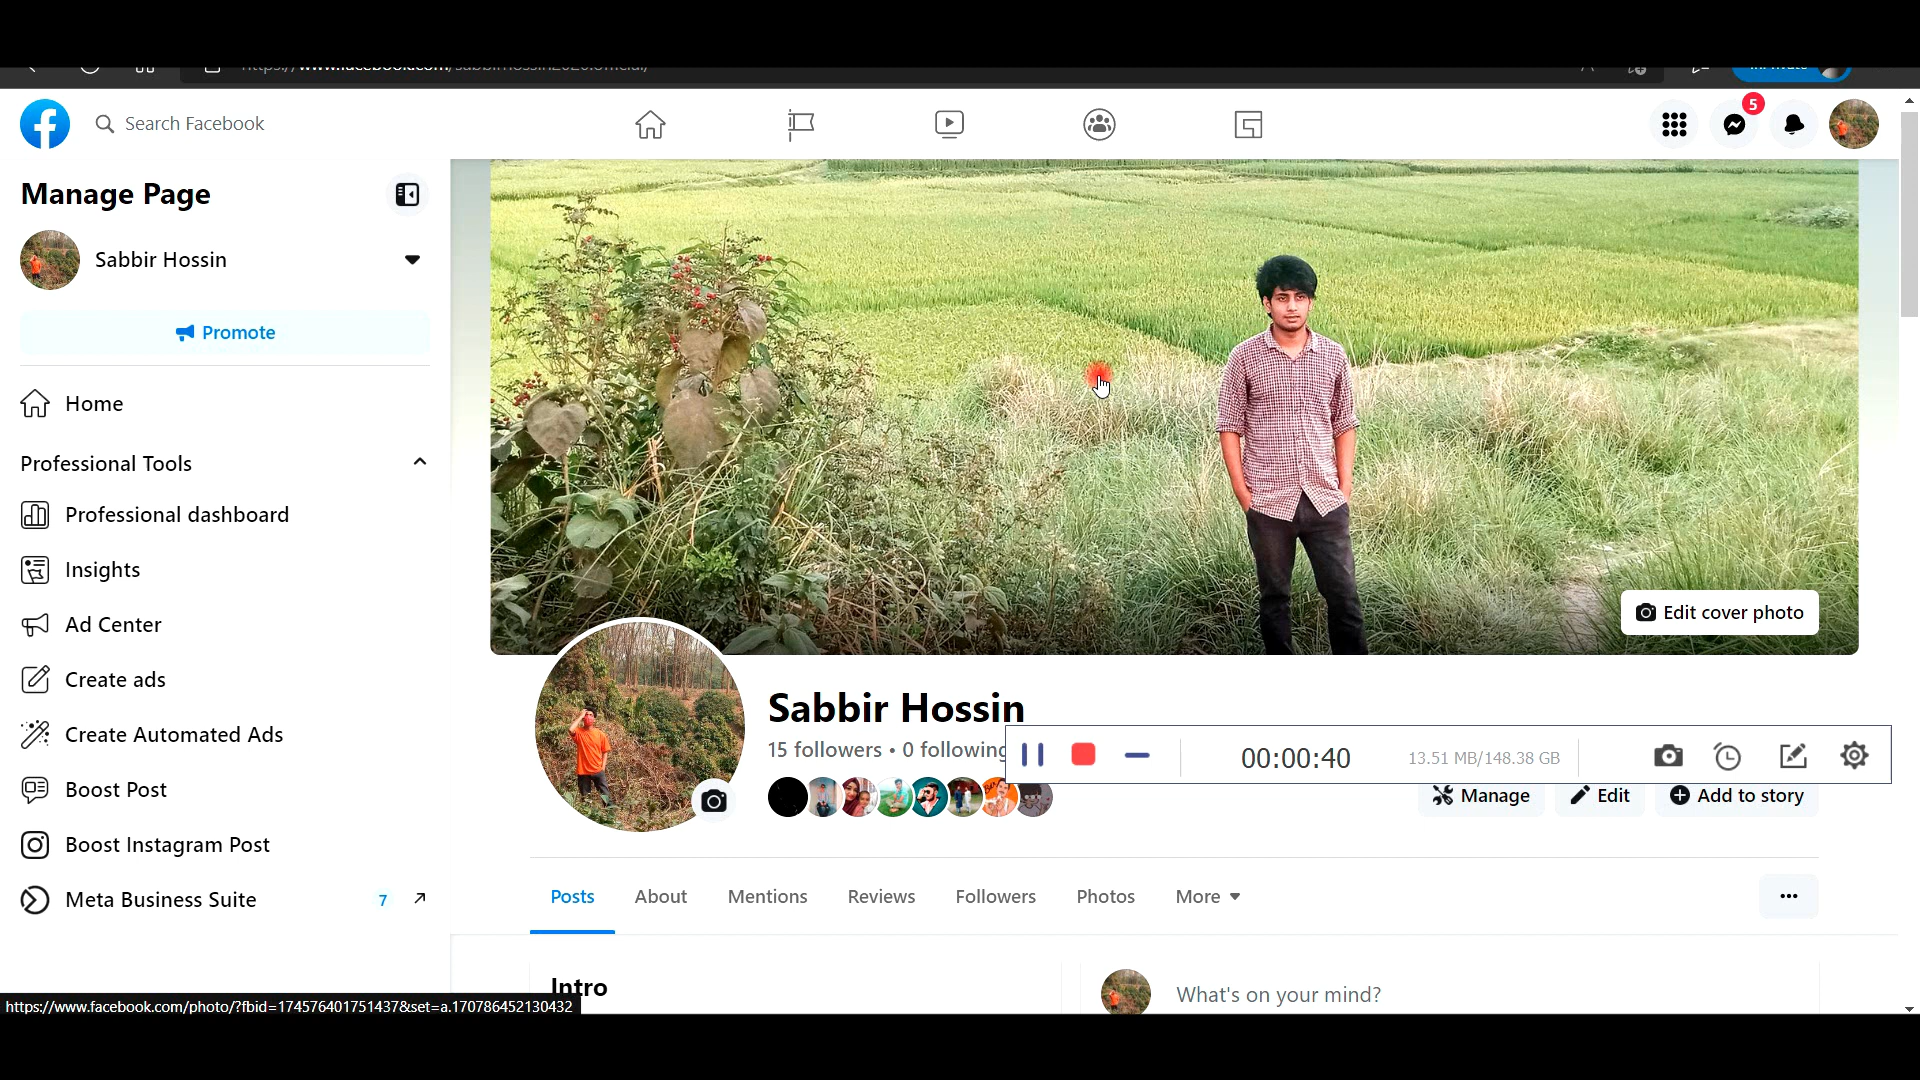 5
Search Facebook
Manage Page
Sabbir Hossin
Promote
Home
Professional Tools
Professional dashboard
Insights
Ad Center
Create ads
Create Automated Ads
Boost Post
Boost Instagram Post
Meta Business Suite 7
Edit cover photo
Sabbir Hossin
15 followers • 0 following
00:00:40 13.51 MB/148.38 GB
Manage Edit Add to story
Posts About Mentions Reviews Followers Photos More
Intro
What's on your mind?
https://www.facebook.com/photo/?fbid=174576401751437&set=a.170786452130432